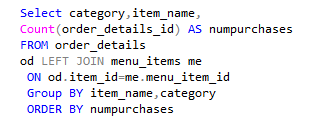 Select category,item_name,
Count(order_details_id) AS numpurchases
FROM order_details
od LEFT JOIN menu_items me
ON od.item_id=me.menu_item_id
Group BY item_name,category
ORDER BY numpurchases